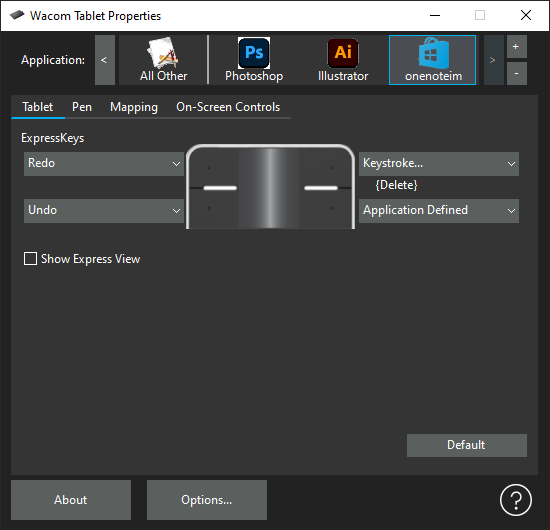 Wacom Tablet Properties
Application:
<
Ps
Ai
>
+
-
All Other
Photoshop
Illustrator
onenoteim
Tablet
Pen
Mapping
On-Screen Controls
ExpressKeys
Redo
Keystroke...
{Delete}
Undo
Application Defined
Show Express View
Default
About
Options...
?